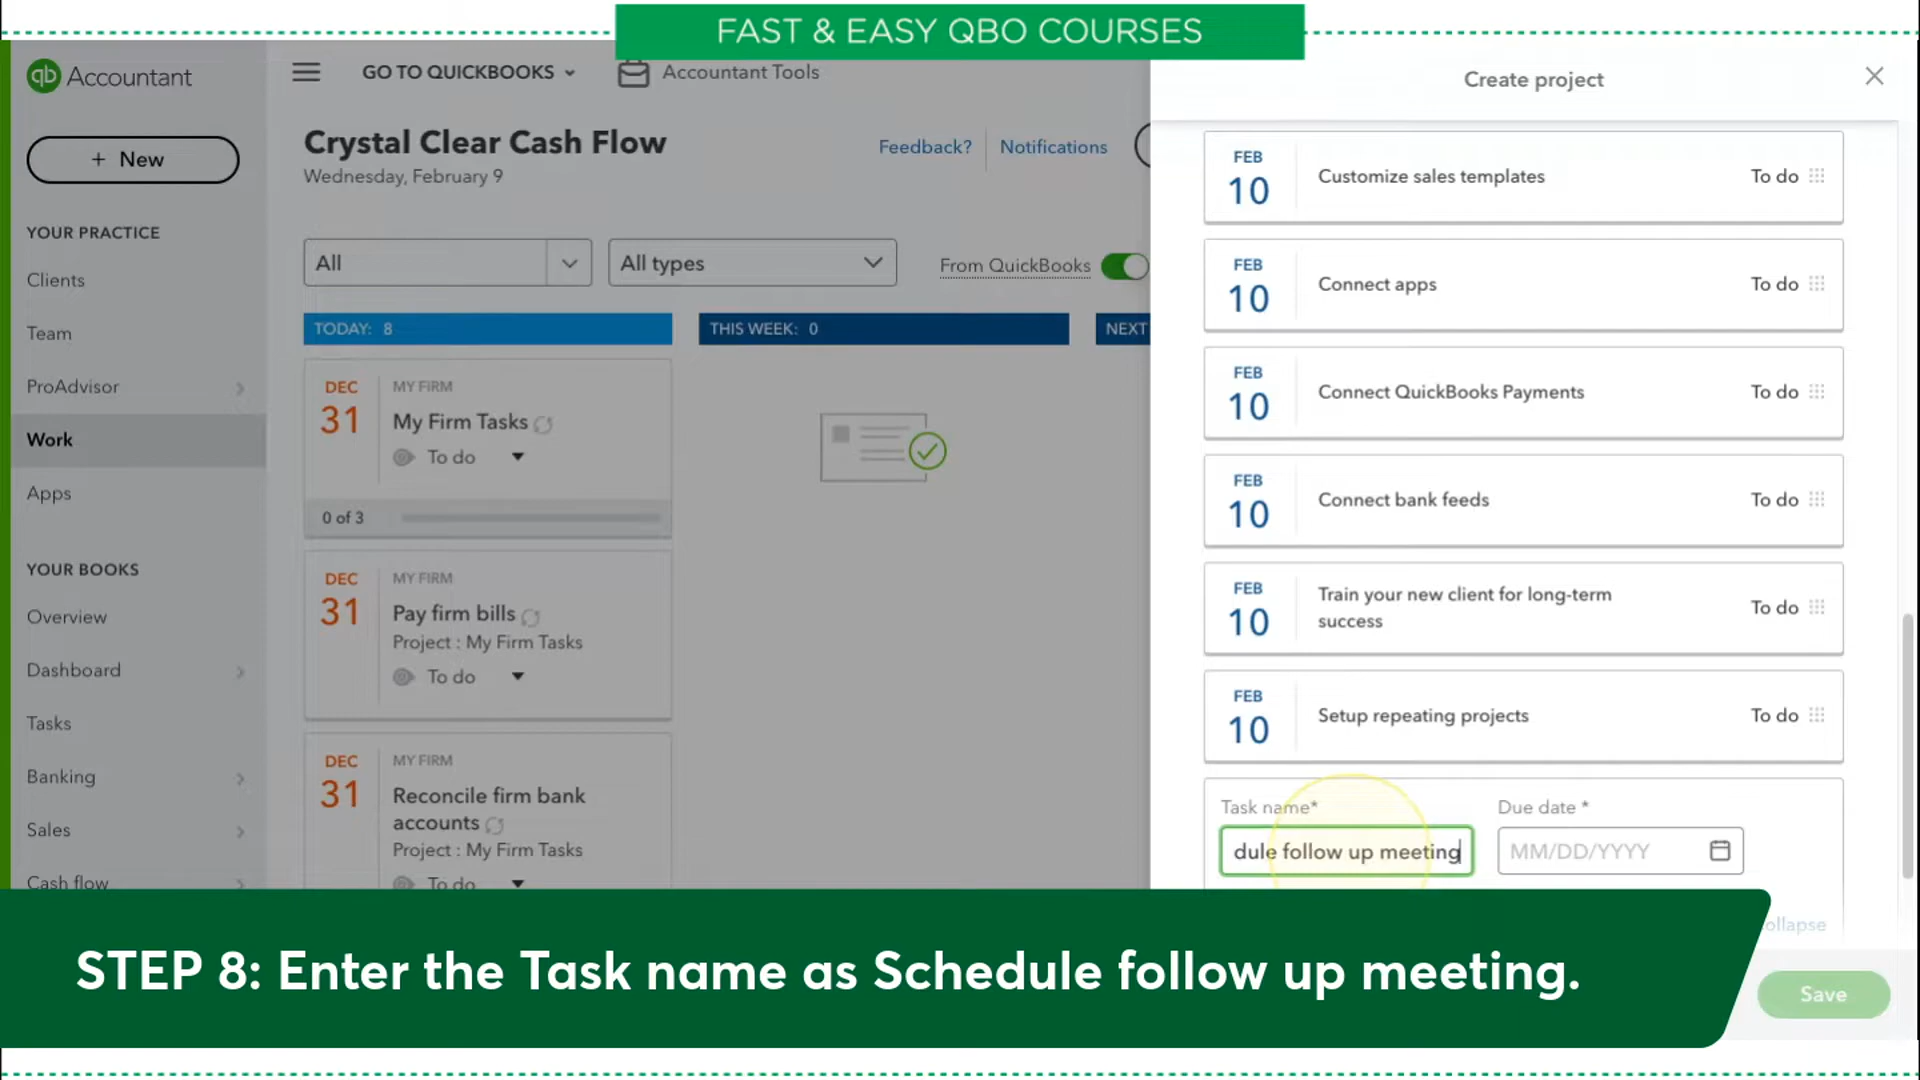 FAST & EASY QBO COURSES
qb Accountant
GO TO QUICKBOOKS
Accountant Tools
Create project
+ New
Crystal Clear Cash Flow
Wednesday, February 9
Feedback?
Notifications
YOUR PRACTICE
Clients
Team
ProAdvisor
Work
Apps
YOUR BOOKS
Overview
Dashboard
Tasks
Banking
Sales
Cash flow
All
All types
From QuickBooks
TODAY: 8
THIS WEEK: 0
NEXT
DEC
31
MY FIRM
My Firm Tasks
To do
0 of 3
DEC
31
MY FIRM
Pay firm bills
Project : My Firm Tasks
To do
DEC
31
MY FIRM
Reconcile firm bank
accounts
Project : My Firm Tasks
To do
FEB
10
Customize sales templates
To do
FEB
10
Connect apps
To do
FEB
10
Connect QuickBooks Payments
To do
FEB
10
Connect bank feeds
To do
FEB
10
Train your new client for long-term
success
To do
FEB
10
Setup repeating projects
To do
Task name*
Due date *
dule follow up meeting
MM/DD/YYYY
ollapse
STEP 8: Enter the Task name as Schedule follow up meeting.
Save